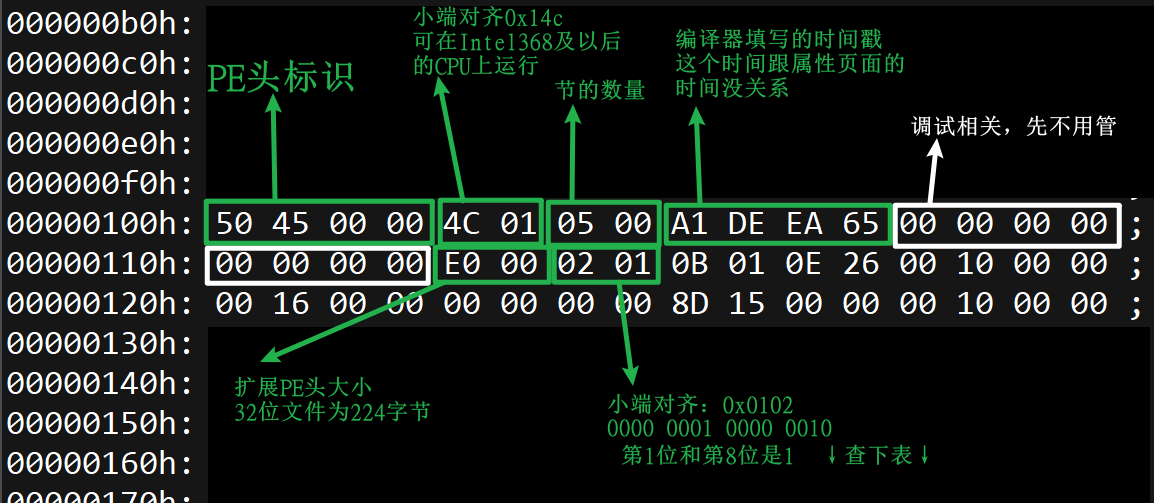 000000b0h:
小端对齐0x14c
可在Intel368及以后
的CPU上运行
编译器填写的时间戳
这个时间跟属性页面的
时间没关系
000000c0h:
PE头标识
节的数量
000000d0h:
调试相关，先不用管
000000e0h:
000000f0h:
00000100h: 50 45 00 00 4C 01 05 00 A1 DE EA 65 00 00 00 00 ;
00000110h: 00 00 00 00 E0 00 02 01 0B 01 0E 26 00 10 00 00 ;
00000120h: 00 16 00 00 00 00 00 00 8D 15 00 00 00 10 00 00 ;
00000130h:
00000140h:
扩展PE头大小
32位文件为224字节
00000150h:
小端对齐：0x0102
0000 0001 0000 0010
第1位和第8位是1 ↓查下表↓
00000160h:
00000170h: